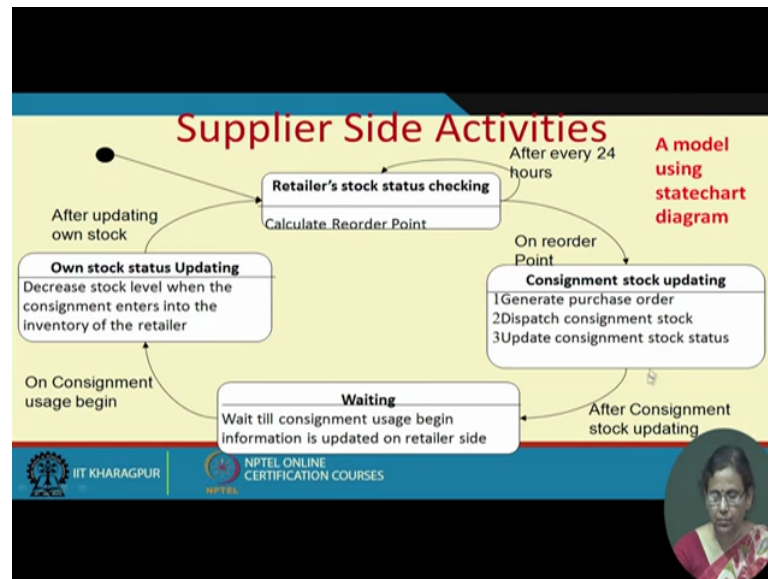 Supplier Side Activities
A model
using
statechart
diagram
After every 24
hours
Retailer's stock status checking
Calculate Reorder Point
After updating
own stock
On reorder
Point
Own stock status Updating
Decrease stock level when the
consignment enters into the
inventory of the retailer
Consignment stock updating
1Generate purchase order
2Dispatch consignment stock
3Update consignment stock status
On Consignment
usage begin
Waiting
Wait till consignment usage begin
information is updated on retailer side
After Consignment
stock updating
IIT KHARAGPUR
NPTEL
NPTEL ONLINE
CERTIFICATION COURSES